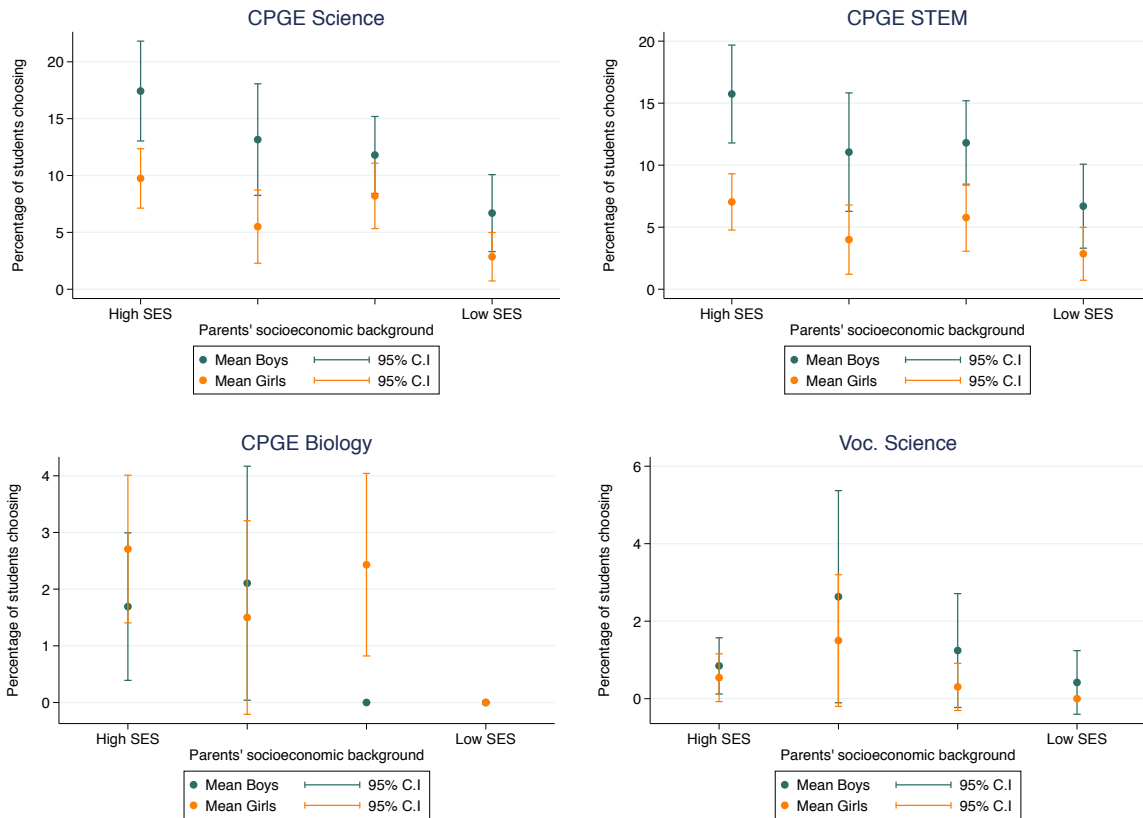 CPGE Science
Percentage of students choosing
20
15
10
5
0
High SES
Low SES
Parents' socioeconomic background
Mean Boys
95% C.I
Mean Girls
95% C.I
CPGE STEM
Percentage of students choosing
20
15
10
5
0
High SES
Low SES
Parents' socioeconomic background
Mean Boys
95% C.I
Mean Girls
95% C.I
CPGE Biology
Percentage of students choosing
4
3
2
1
0
High SES
Low SES
Parents' socioeconomic background
Mean Boys
95% C.I
Mean Girls
95% C.I
Voc. Science
Percentage of students choosing
6
4
2
0
High SES
Low SES
Parents' socioeconomic background
Mean Boys
95% C.I
Mean Girls
95% C.I